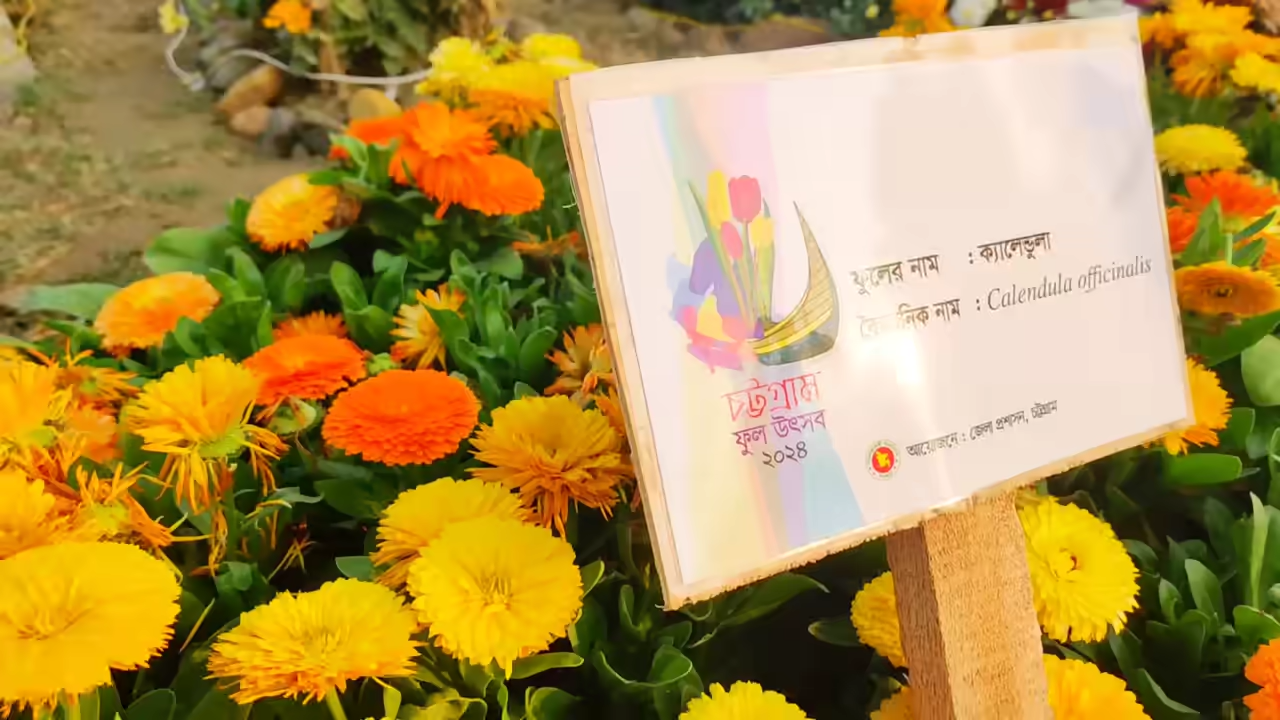 চট্টগ্রাম
ফুল উৎসব
২০২৪
ফুলের নাম : ক্যালেন্ডুলা
বৈজ্ঞানিক নাম : Calendula officinalis
আয়োজনে : জেলা প্রশাসন, চট্টগ্রাম